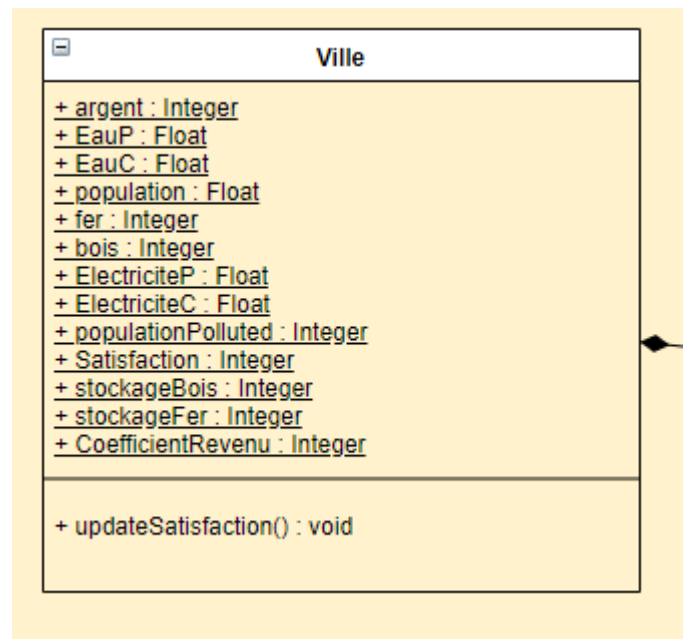 Ville
+ argent : Integer
+ EauP : Float
+ EauC : Float
+ population : Float
+ fer : Integer
+ bois : Integer
+ ElectriciteP : Float
+ ElectriciteC : Float
+ populationPolluted : Integer
+ Satisfaction : Integer
+ stockageBois : Integer
+ stockageFer : Integer
+ CoefficientRevenu : Integer
+ updateSatisfaction() : void